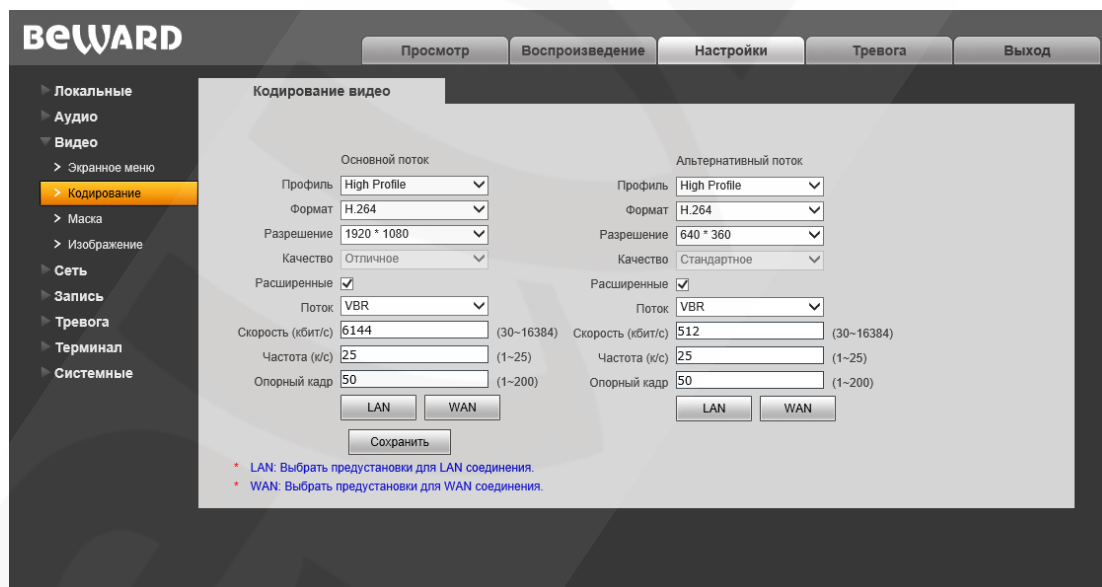 BEWARD
Просмотр Воспроизведение Настройки Тревога Выход
Локальные
Аудио
Видео
> Экранное меню
> Кодирование
> Маска
> Изображение
Сеть
Запись
Тревога
Терминал
Системные
Кодирование видео
Основной поток Альтернативный поток
Профиль High Profile Профиль High Profile
Формат H.264 Формат H.264
Разрешение 1920 * 1080 Разрешение 640 * 360
Качество Отличное Качество Стандартное
Расширенные Расширенные
Поток VBR Поток VBR
Скорость (кбит/с) 6144 (30~16384) Скорость (кбит/с) 512 (30~16384)
Частота (к/с) 25 (1~25) Частота (к/с) 25 (1~25)
Опорный кадр 50 (1~200) Опорный кадр 50 (1~200)
LAN WAN LAN WAN
Сохранить
* LAN: Выбрать предустановки для LAN соединения.
* WAN: Выбрать предустановки для WAN соединения.